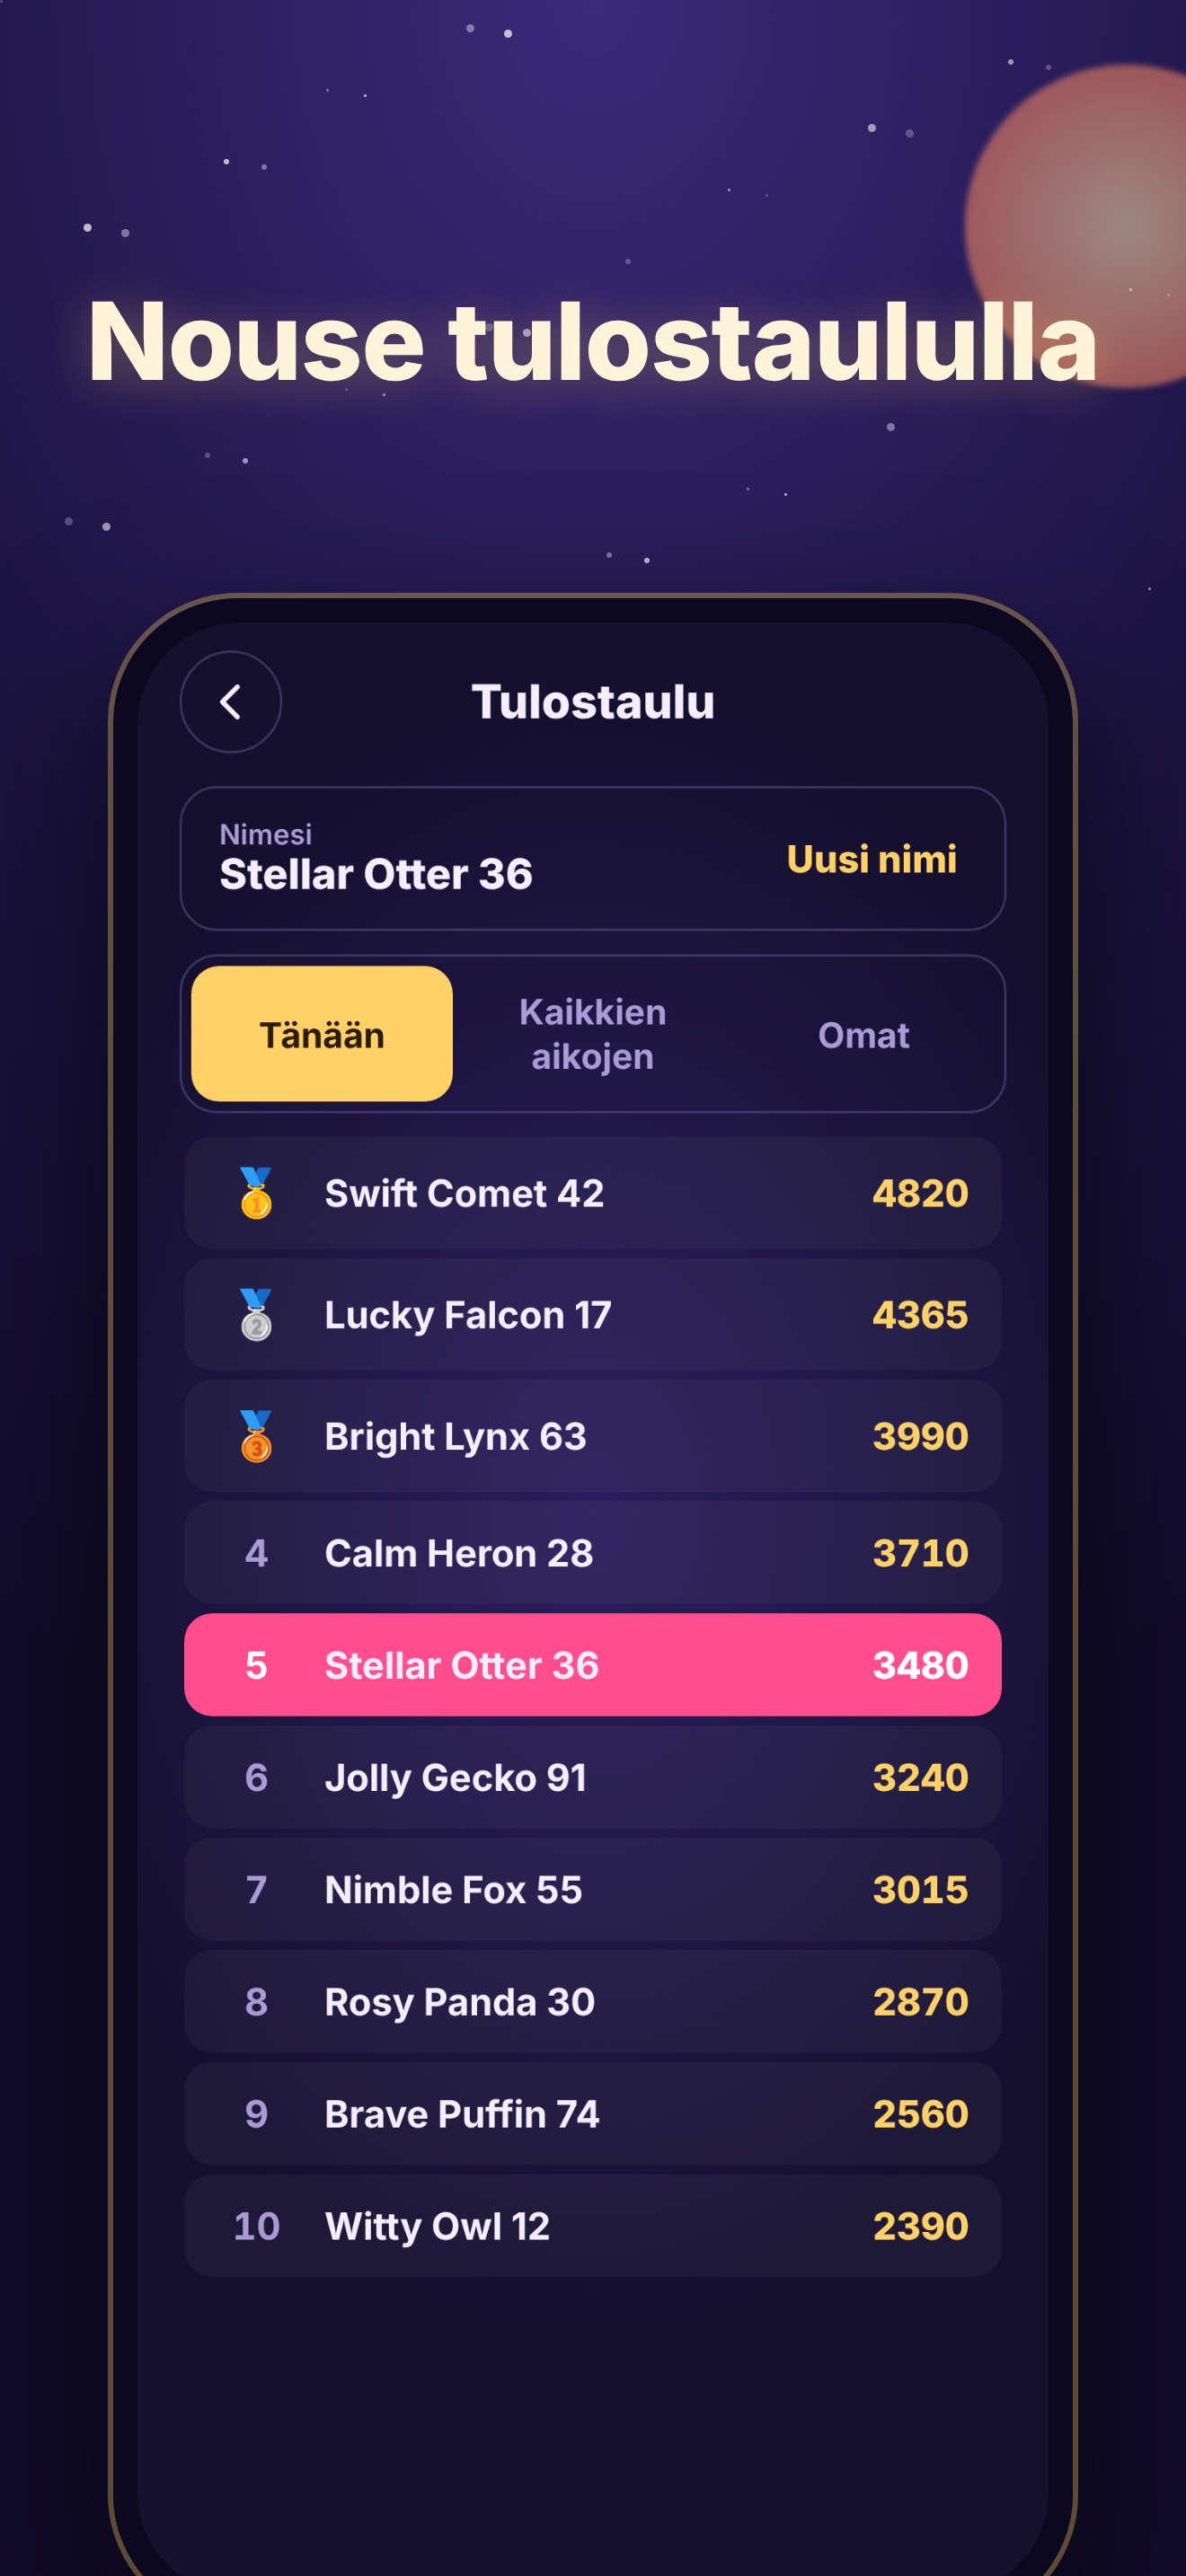 Nouse tulostaululla
Tulostaulu
Nimesi
Stellar Otter 36
Uusi nimi
Tänään
Kaikkien
aikojen
Omat
1 Swift Comet 42 4820
2 Lucky Falcon 17 4365
3 Bright Lynx 63 3990
4 Calm Heron 28 3710
5 Stellar Otter 36 3480
6 Jolly Gecko 91 3240
7 Nimble Fox 55 3015
8 Rosy Panda 30 2870
9 Brave Puffin 74 2560
10 Witty Owl 12 2390